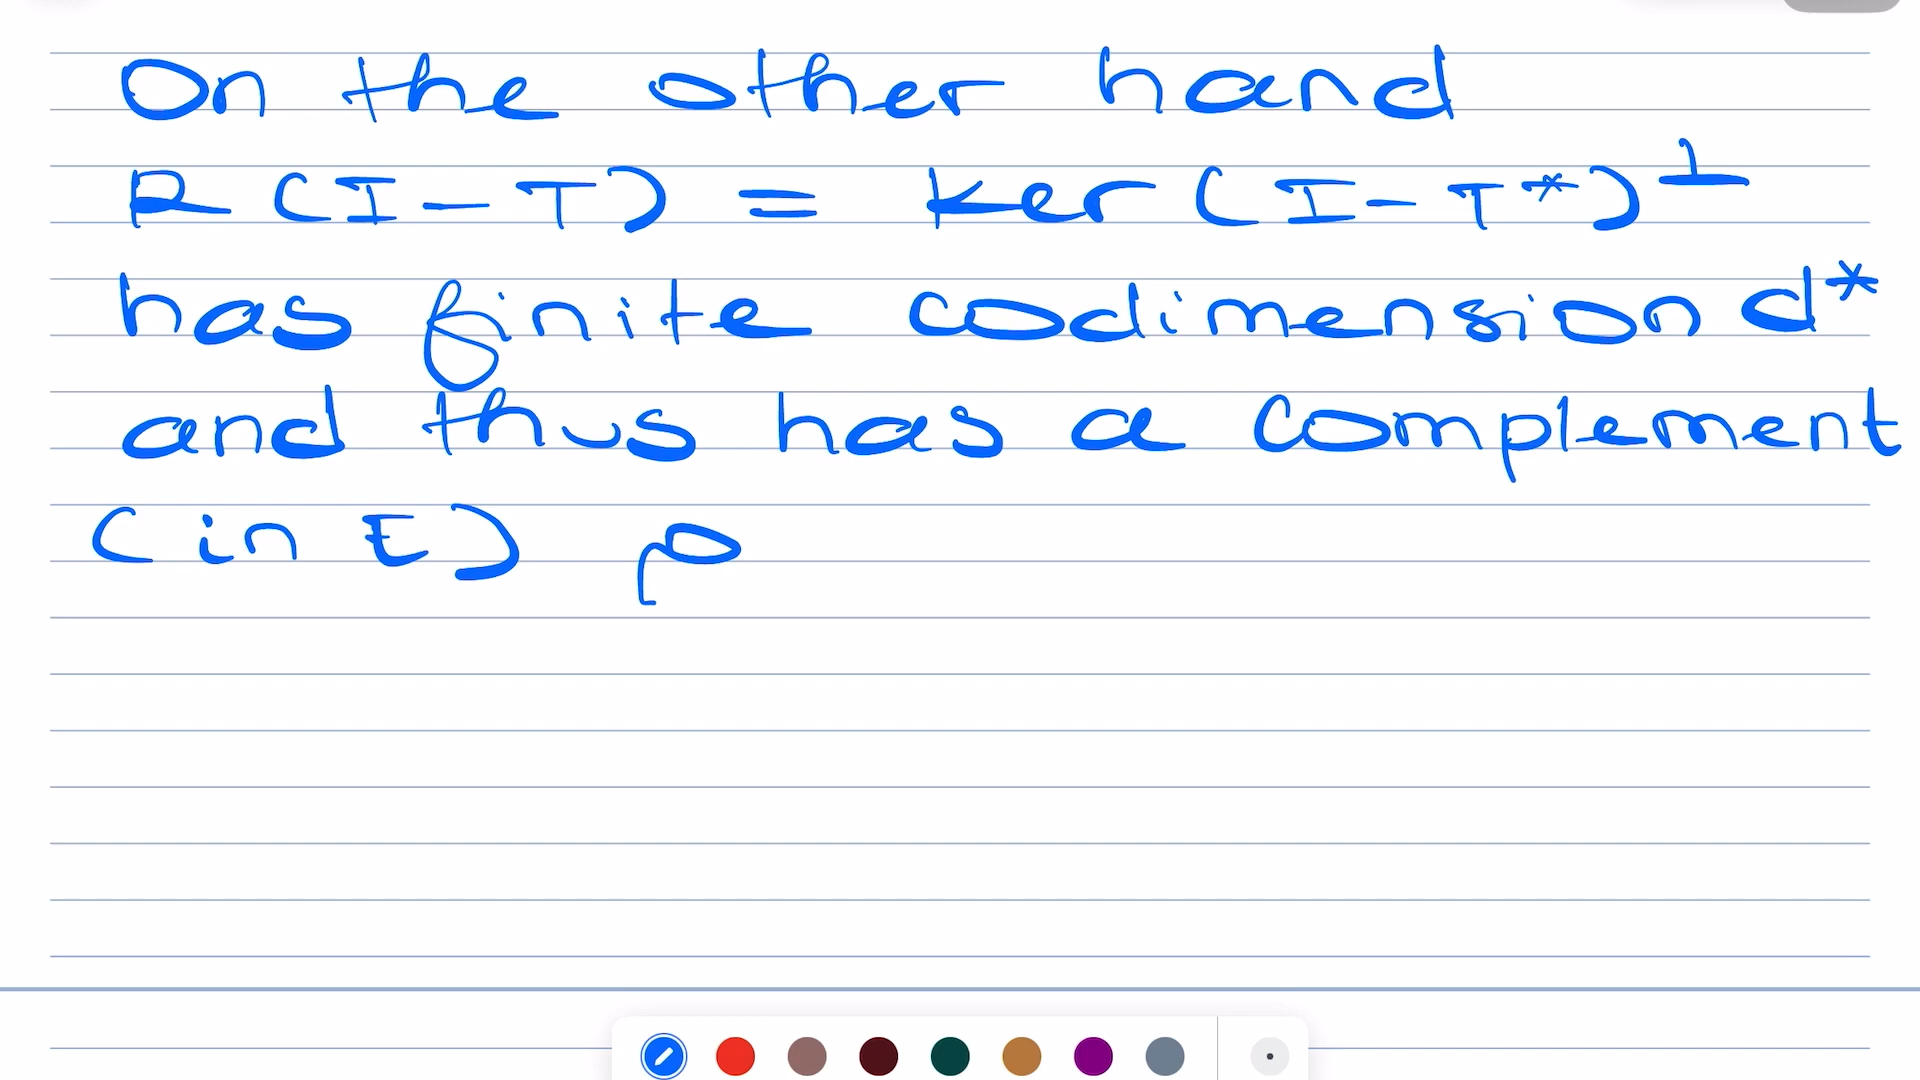 On the other hand
R(I-T) = ker(I-T*)⊥
has finite codimension d*
and thus has a complement
(in E)